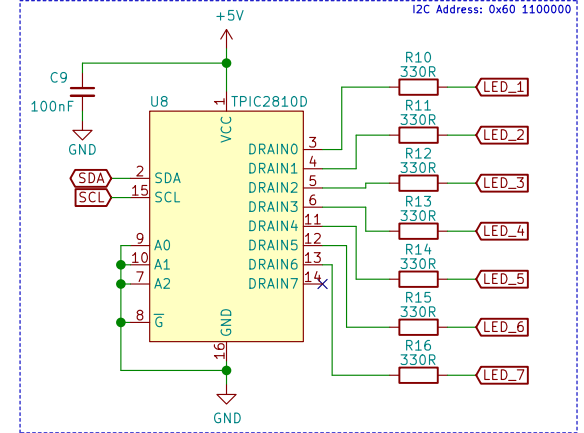 I2C Address: 0x60 1100000
+5V
C9
100nF
GND
U8
TPIC2810D
1
VCC
2
SDA
SDA
15
SCL
SCL
9
A0
10
A1
7
A2
8
G
16
GND
GND
DRAIN0
3
DRAIN1
4
DRAIN2
5
DRAIN3
6
DRAIN4
11
DRAIN5
12
DRAIN6
13
DRAIN7
14
R10
330R
LED_1
R11
330R
LED_2
R12
330R
LED_3
R13
330R
LED_4
R14
330R
LED_5
R15
330R
LED_6
R16
330R
LED_7